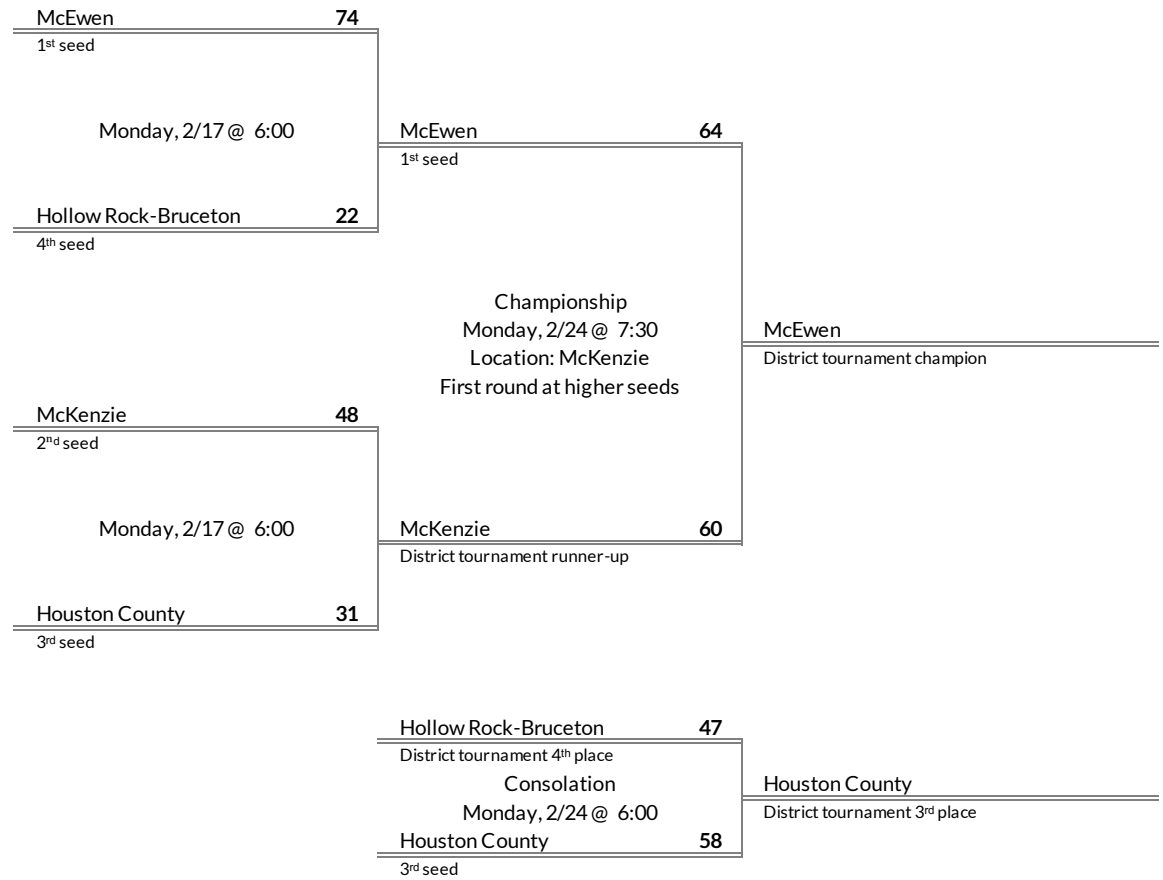 McEwen 74
1st seed
Monday, 2/17 @ 6:00
McEwen 64
1st seed
Hollow Rock-Bruceton 22
4th seed
Championship
Monday, 2/24 @ 7:30
Location: McKenzie
First round at higher seeds
McEwen
District tournament champion
McKenzie 48
2nd seed
Monday, 2/17 @ 6:00
McKenzie 60
District tournament runner-up
Houston County 31
3rd seed
Hollow Rock-Bruceton 47
District tournament 4th place
Consolation
Monday, 2/24 @ 6:00
Houston County
District tournament 3rd place
Houston County 58
3rd seed